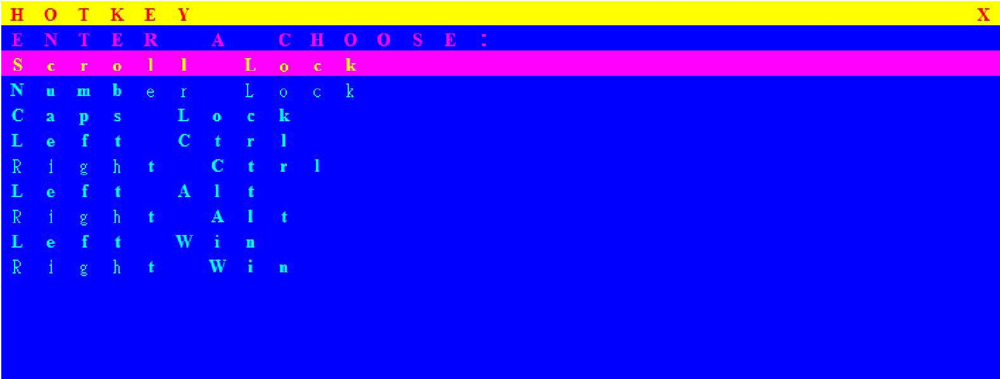 HOTKEY X
ENTER A CHOOSE:
Scroll Lock
Number Lock
Caps Lock
Left Ctrl
Right Ctrl
Left Alt
Right Alt
Left Win
Right Win